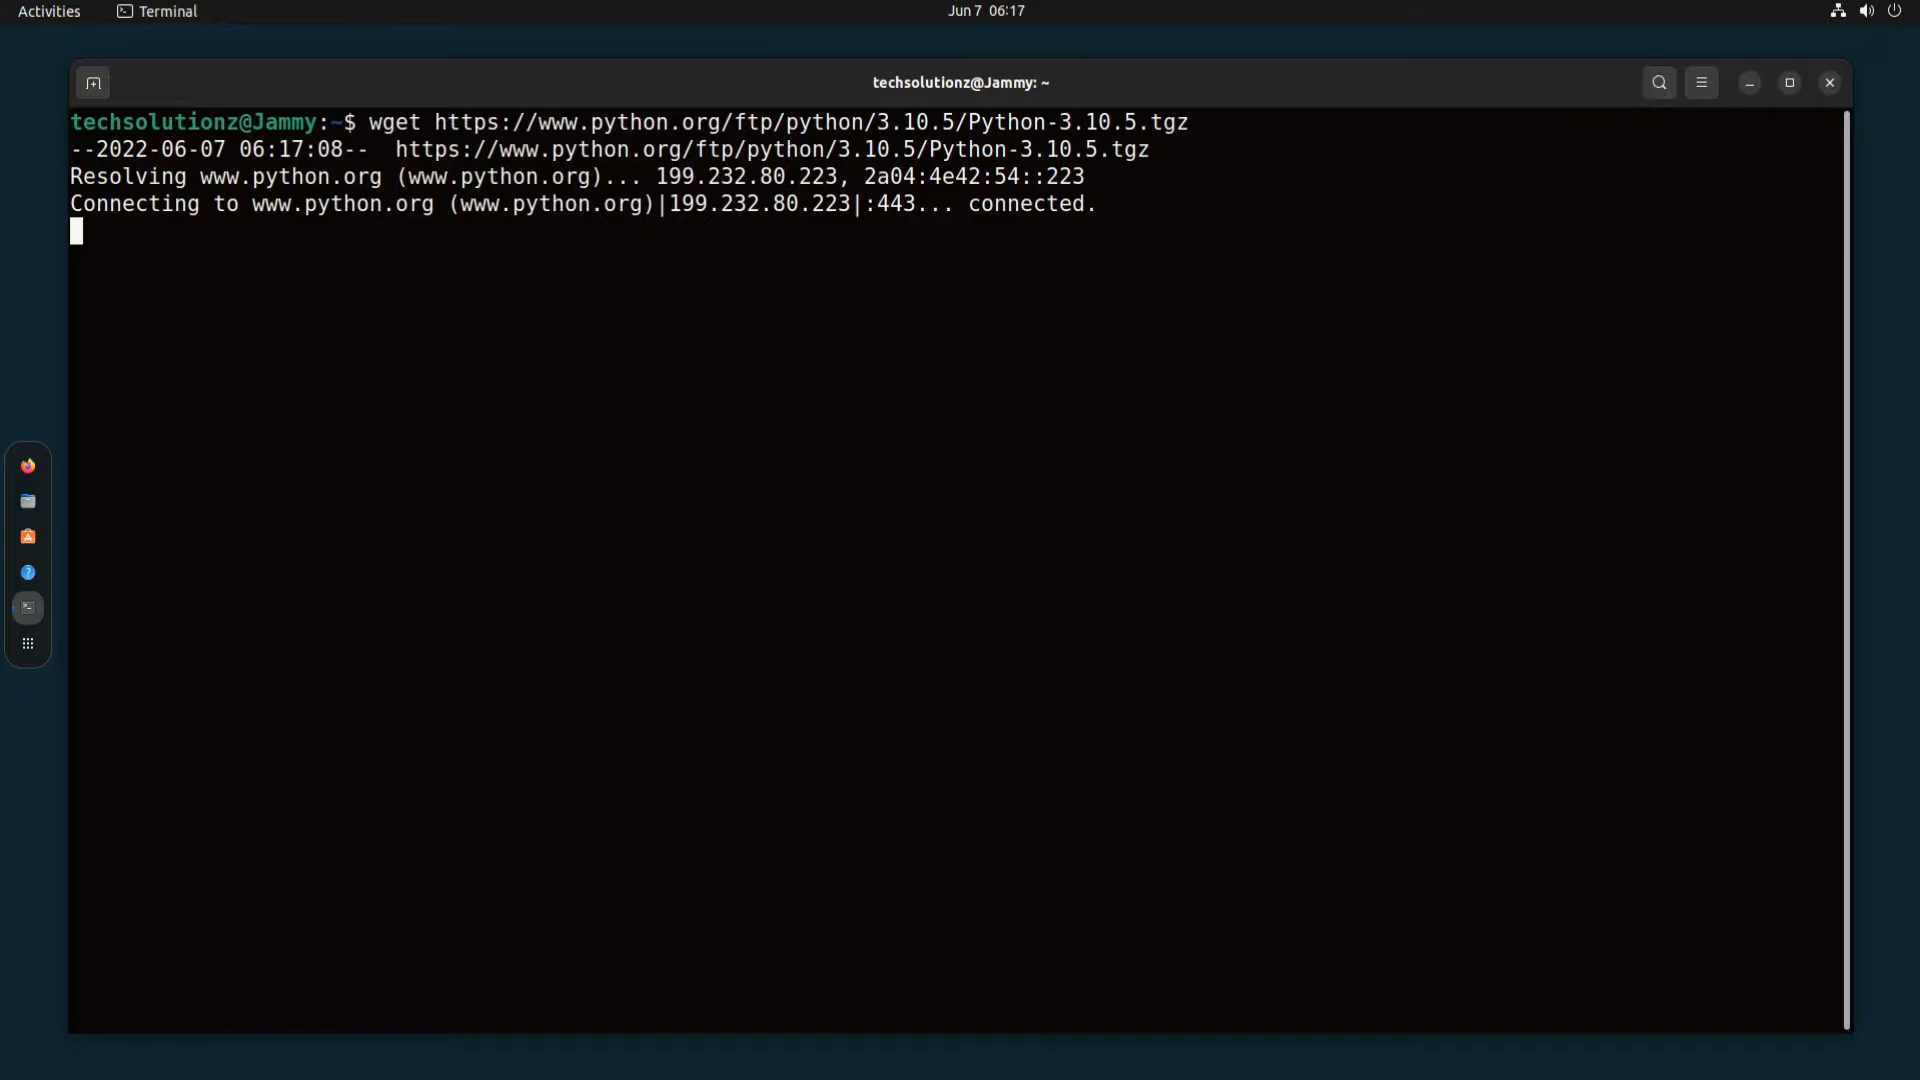 Activities Terminal Jun 7 06:17
techsolutionz@Jammy: ~
techsolutionz@Jammy:~$ wget https://www.python.org/ftp/python/3.10.5/Python-3.10.5.tgz
--2022-06-07 06:17:08--  https://www.python.org/ftp/python/3.10.5/Python-3.10.5.tgz
Resolving www.python.org (www.python.org)... 199.232.80.223, 2a04:4e42:54::223
Connecting to www.python.org (www.python.org)|199.232.80.223|:443... connected.